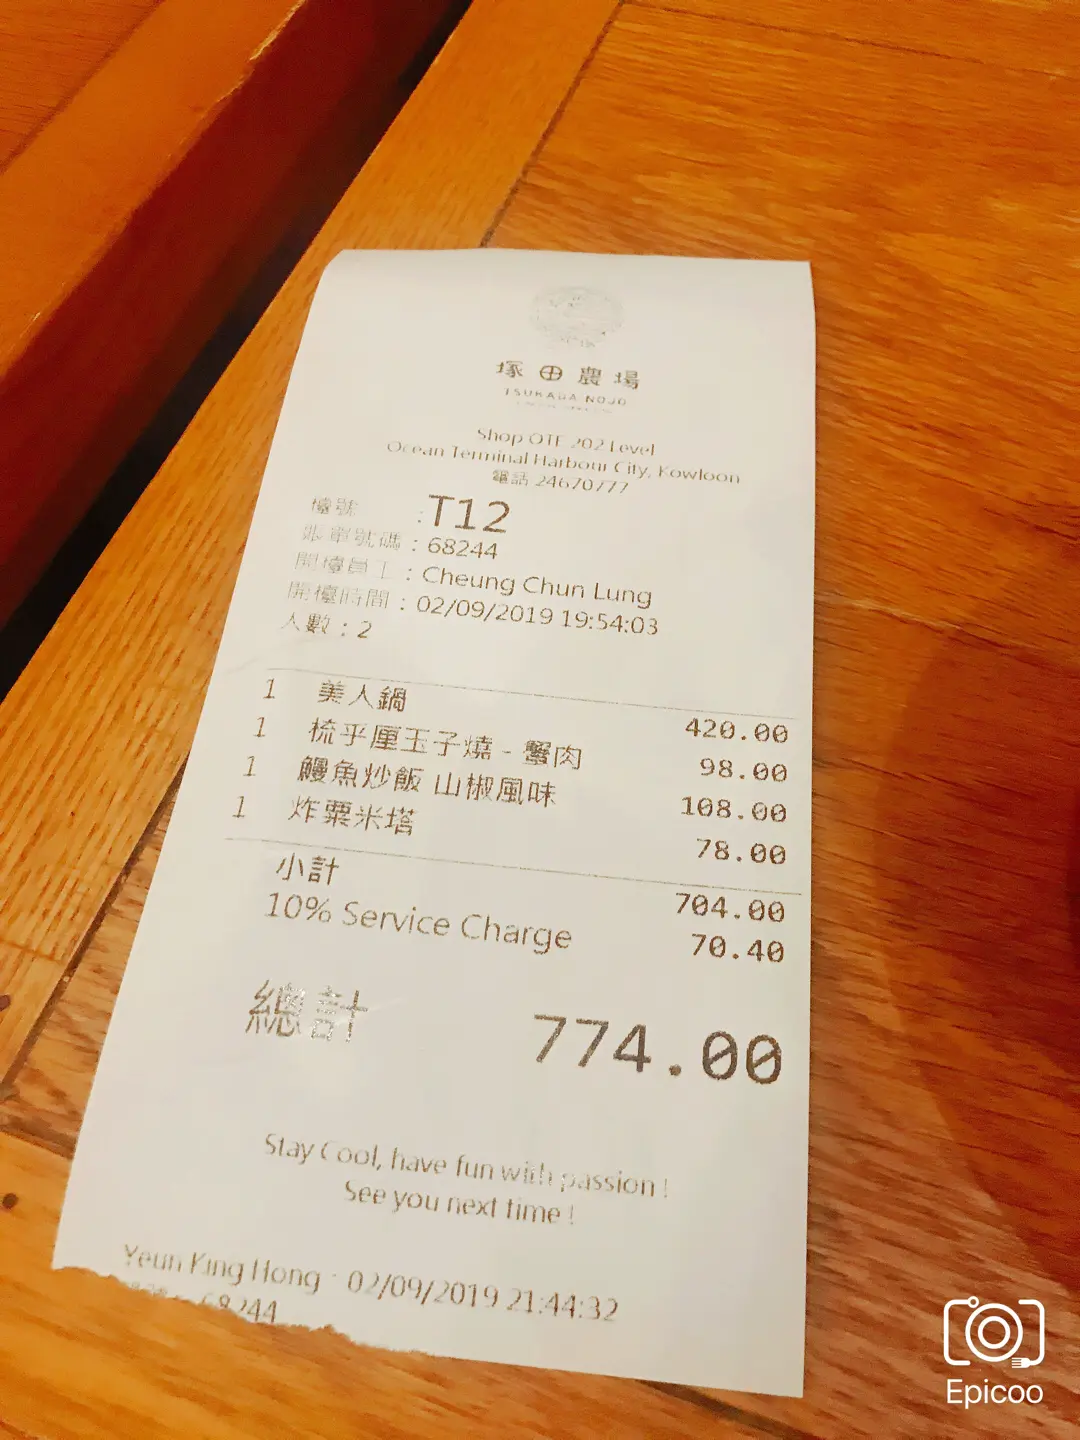 塚田農場
TSUKADA NOJO
Shop OTE 202 Level
Ocean Terminal Harbour City, Kowloon
電話 24670777
檯號 : T12
賬單號碼 : 68244
開檯員工 : Cheung Chun Lung
開檯時間 : 02/09/2019 19:54:03
人數 : 2
1 美人鍋 420.00
1 梳乎厘玉子燒 - 蟹肉 98.00
1 鰻魚炒飯 山椒風味 108.00
1 炸粟米塔 78.00
小計 704.00
10% Service Charge 70.40
總計 774.00
Stay Cool, have fun with passion !
See you next time !
Yeun King Hong : 02/09/2019 21:44:32
68244
Epicoo